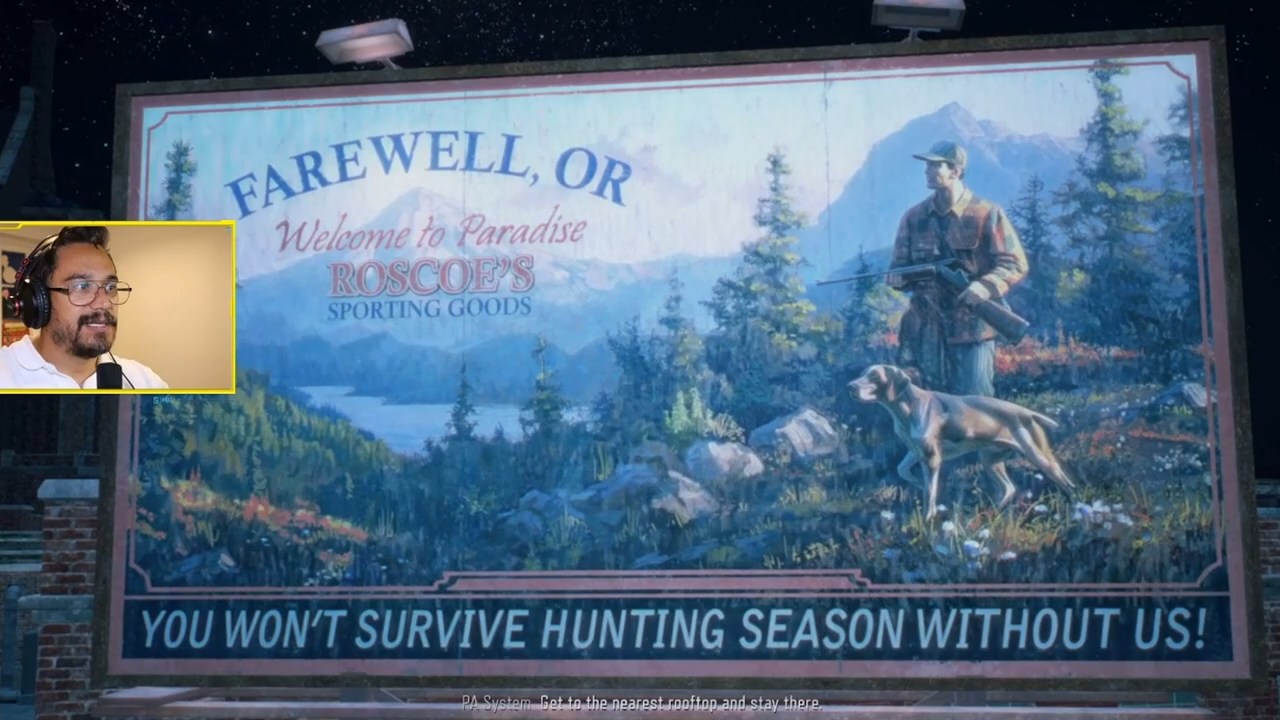 FAREWELL, OR
Welcome to Paradise
ROSCOE'S
SPORTING GOODS
YOU WON'T SURVIVE HUNTING SEASON WITHOUT US!
PA System: Get to the nearest rooftop and stay there.